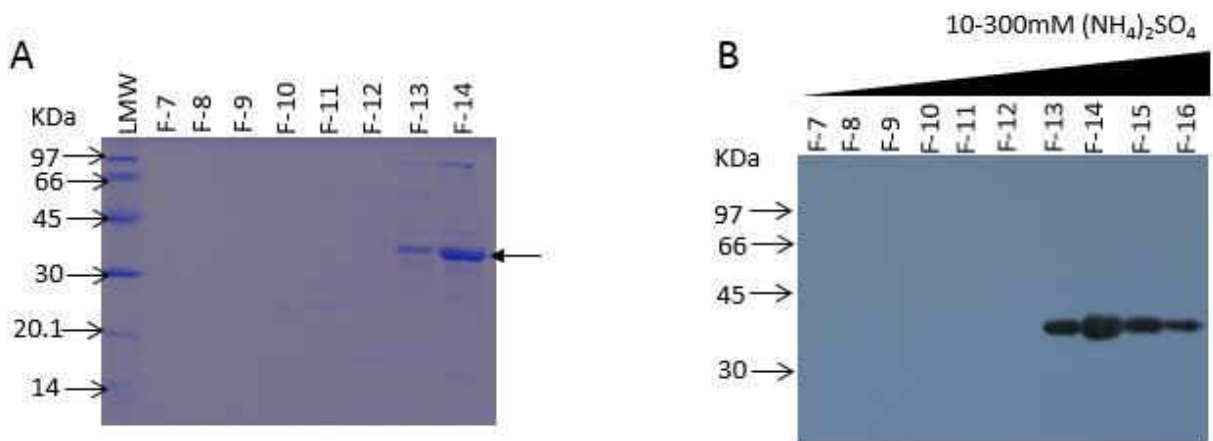 A
KDa
LMW
F-7
F-8
F-9
F-10
F-11
F-12
F-13
F-14
97
66
45
30
20.1
14
B
10-300mM (NH₄)₂SO₄
KDa
F-7
F-8
F-9
F-10
F-11
F-12
F-13
F-14
F-15
F-16
97
66
45
30